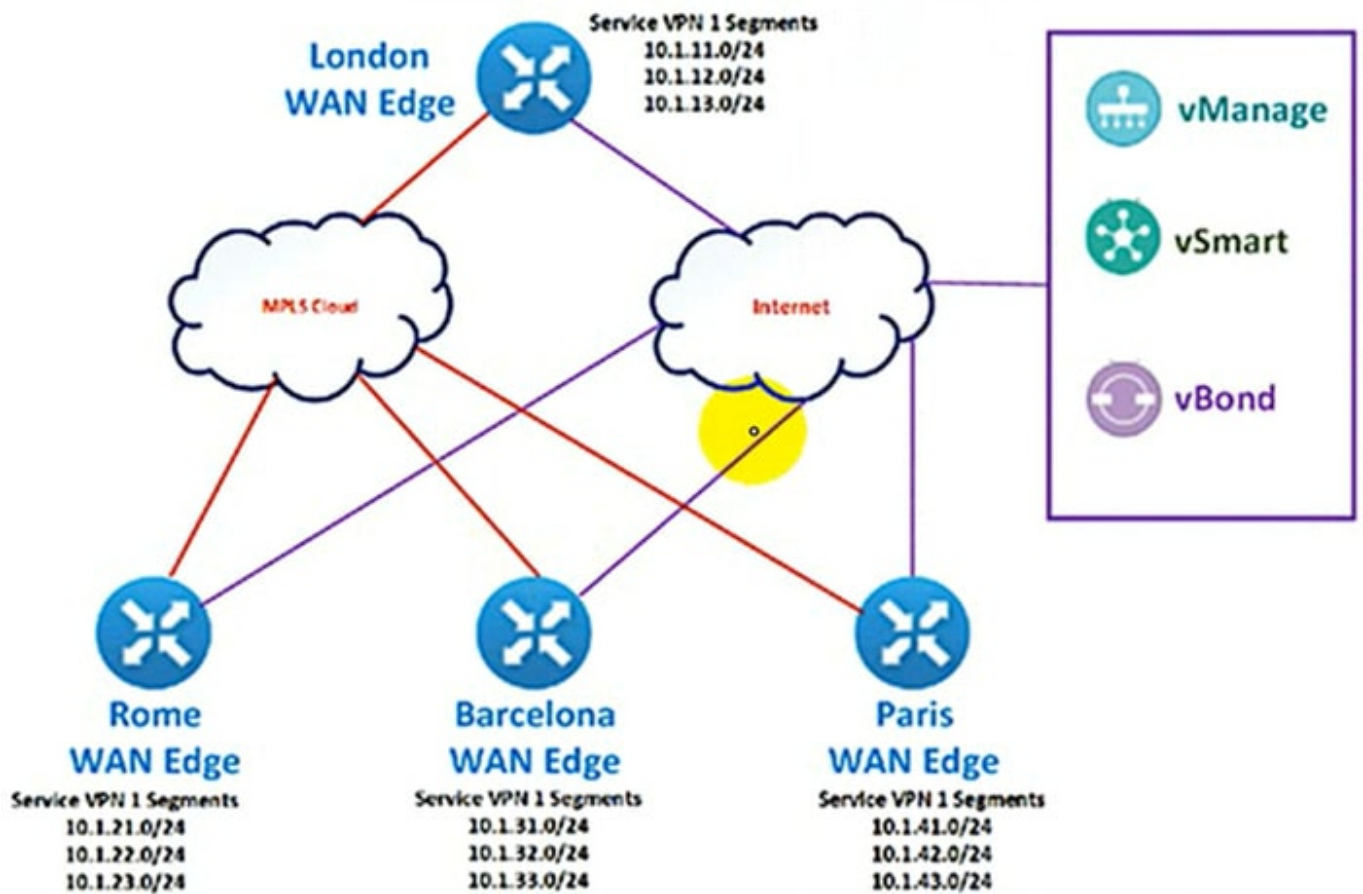 London
WAN Edge
Service VPN 1 Segments
10.1.11.0/24
10.1.12.0/24
10.1.13.0/24
vManage
vSmart
vBond
MPLS Cloud
Internet
Rome
WAN Edge
Service VPN 1 Segments
10.1.21.0/24
10.1.22.0/24
10.1.23.0/24
Barcelona
WAN Edge
Service VPN 1 Segments
10.1.31.0/24
10.1.32.0/24
10.1.33.0/24
Paris
WAN Edge
Service VPN 1 Segments
10.1.41.0/24
10.1.42.0/24
10.1.43.0/24